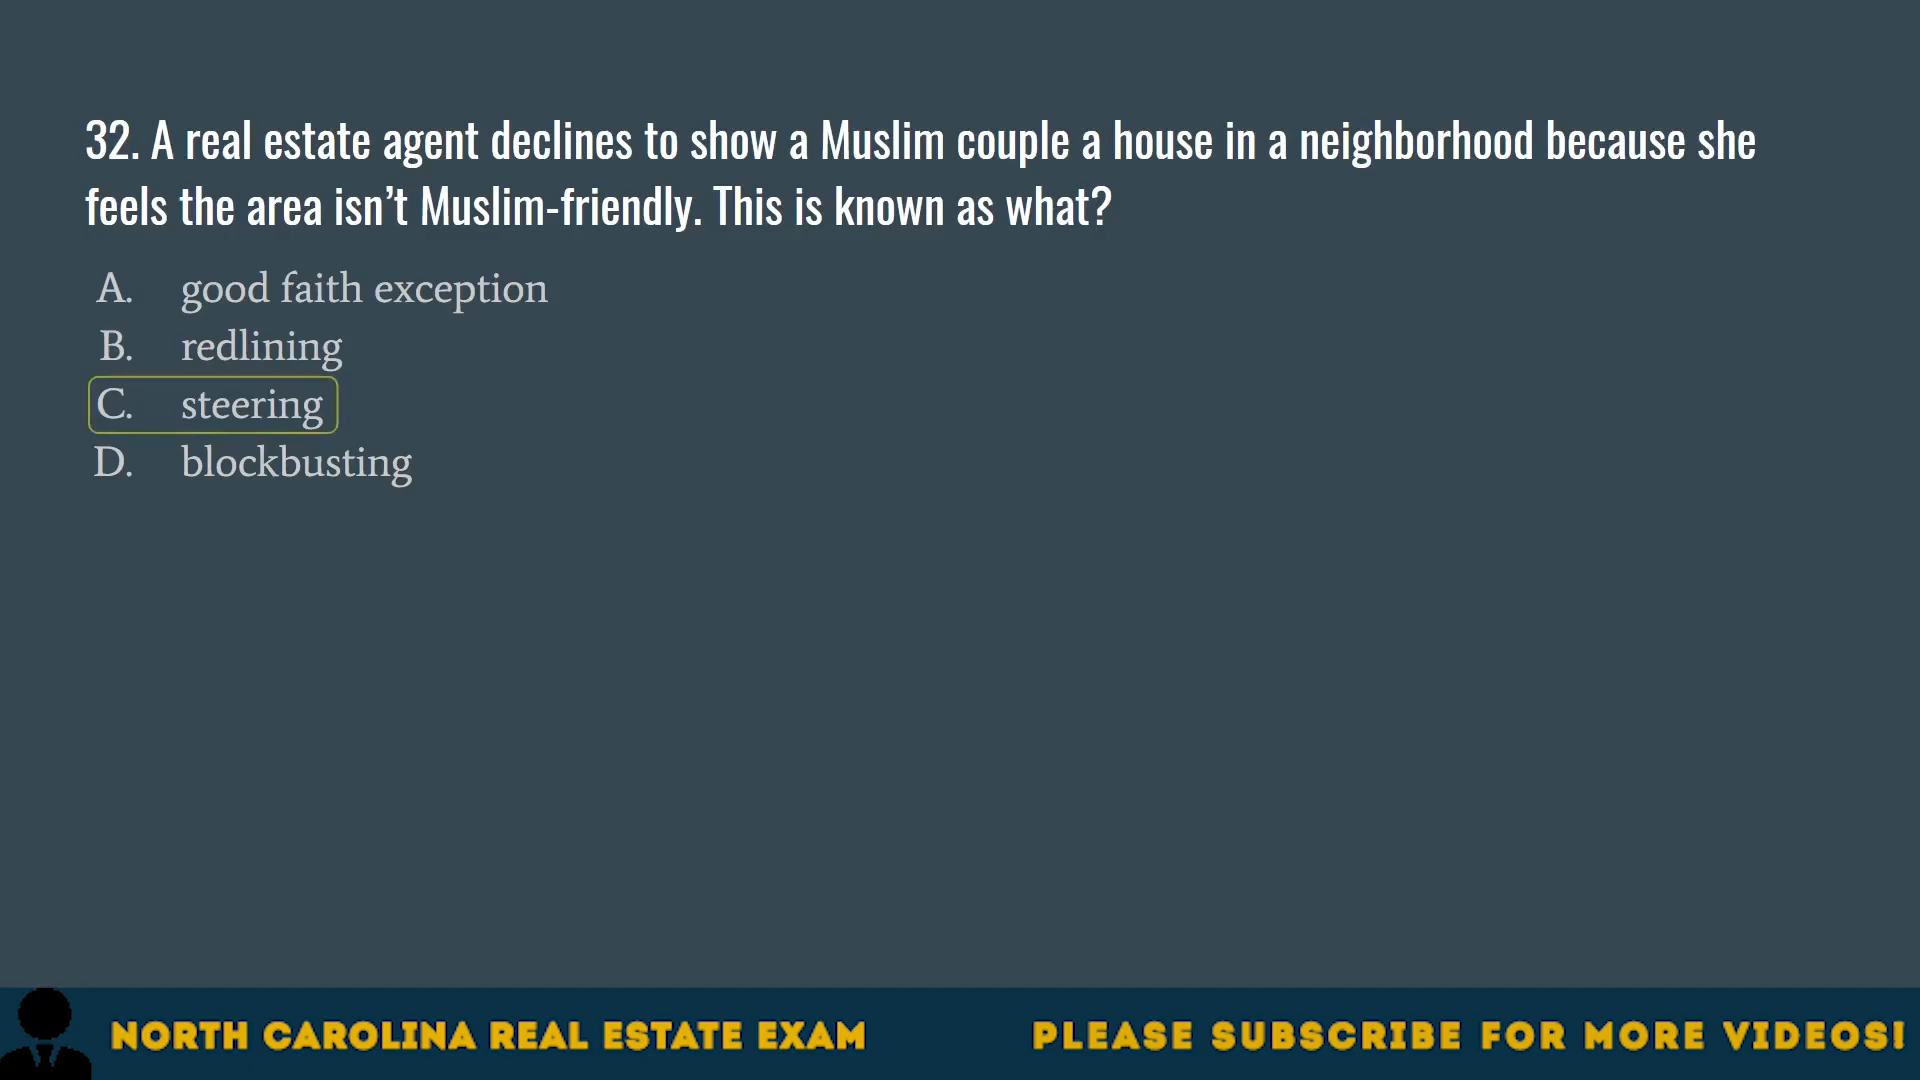 32. A real estate agent declines to show a Muslim couple a house in a neighborhood because she
feels the area isn’t Muslim-friendly. This is known as what?
A. good faith exception
B. redlining
C. steering
D. blockbusting
NORTH CAROLINA REAL ESTATE EXAM
PLEASE SUBSCRIBE FOR MORE VIDEOS!